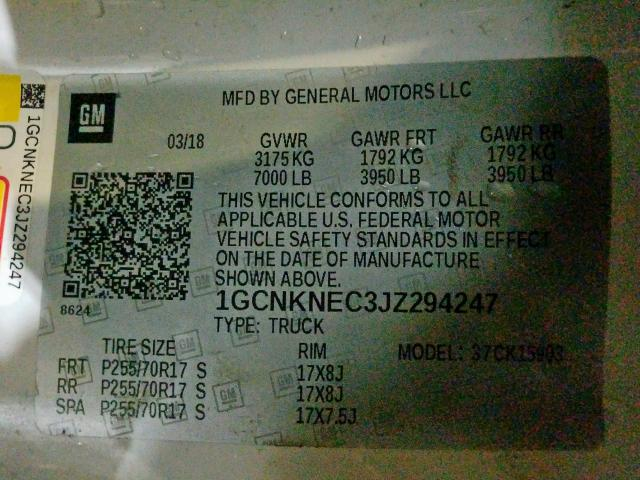 GM
MFD BY GENERAL MOTORS LLC
03/18
GVWR GAWR FRT GAWR RR
3175 KG 1792 KG 1792 KG
7000 LB 3950 LB 3950 LB
THIS VEHICLE CONFORMS TO ALL
APPLICABLE U.S. FEDERAL MOTOR
VEHICLE SAFETY STANDARDS IN EFFECT
ON THE DATE OF MANUFACTURE
SHOWN ABOVE.
1GCNKNEC3JZ294247
TYPE: TRUCK
8624
TIRE SIZE RIM MODEL: 37CK15903
FRT P255/70R17 S 17X8J
RR P255/70R17 S 17X8J
SPA P255/70R17 S 17X7.5J
1GCNKNEC3JZ294247